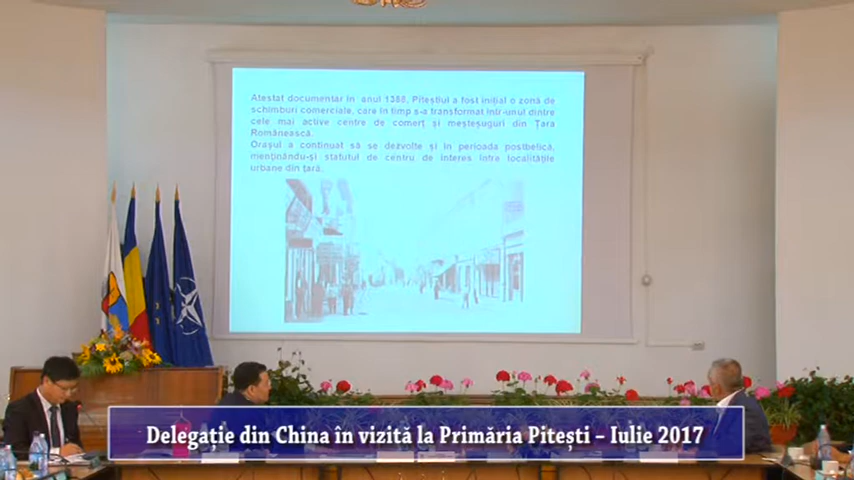 Atestat documentar în anul 1388, Piteștiul a fost inițial o zonă de
schimburi comerciale, care în timp s-a transformat într-unul dintre
cele mai active centre de comerț și meșteșuguri din Țara
Românească.
Orașul a continuat să se dezvolte și în perioada postbelică,
menținându-și statutul de centru de interes între localitățile
urbane din țară.
Delegație din China în vizită la Primăria Pitești – Iulie 2017